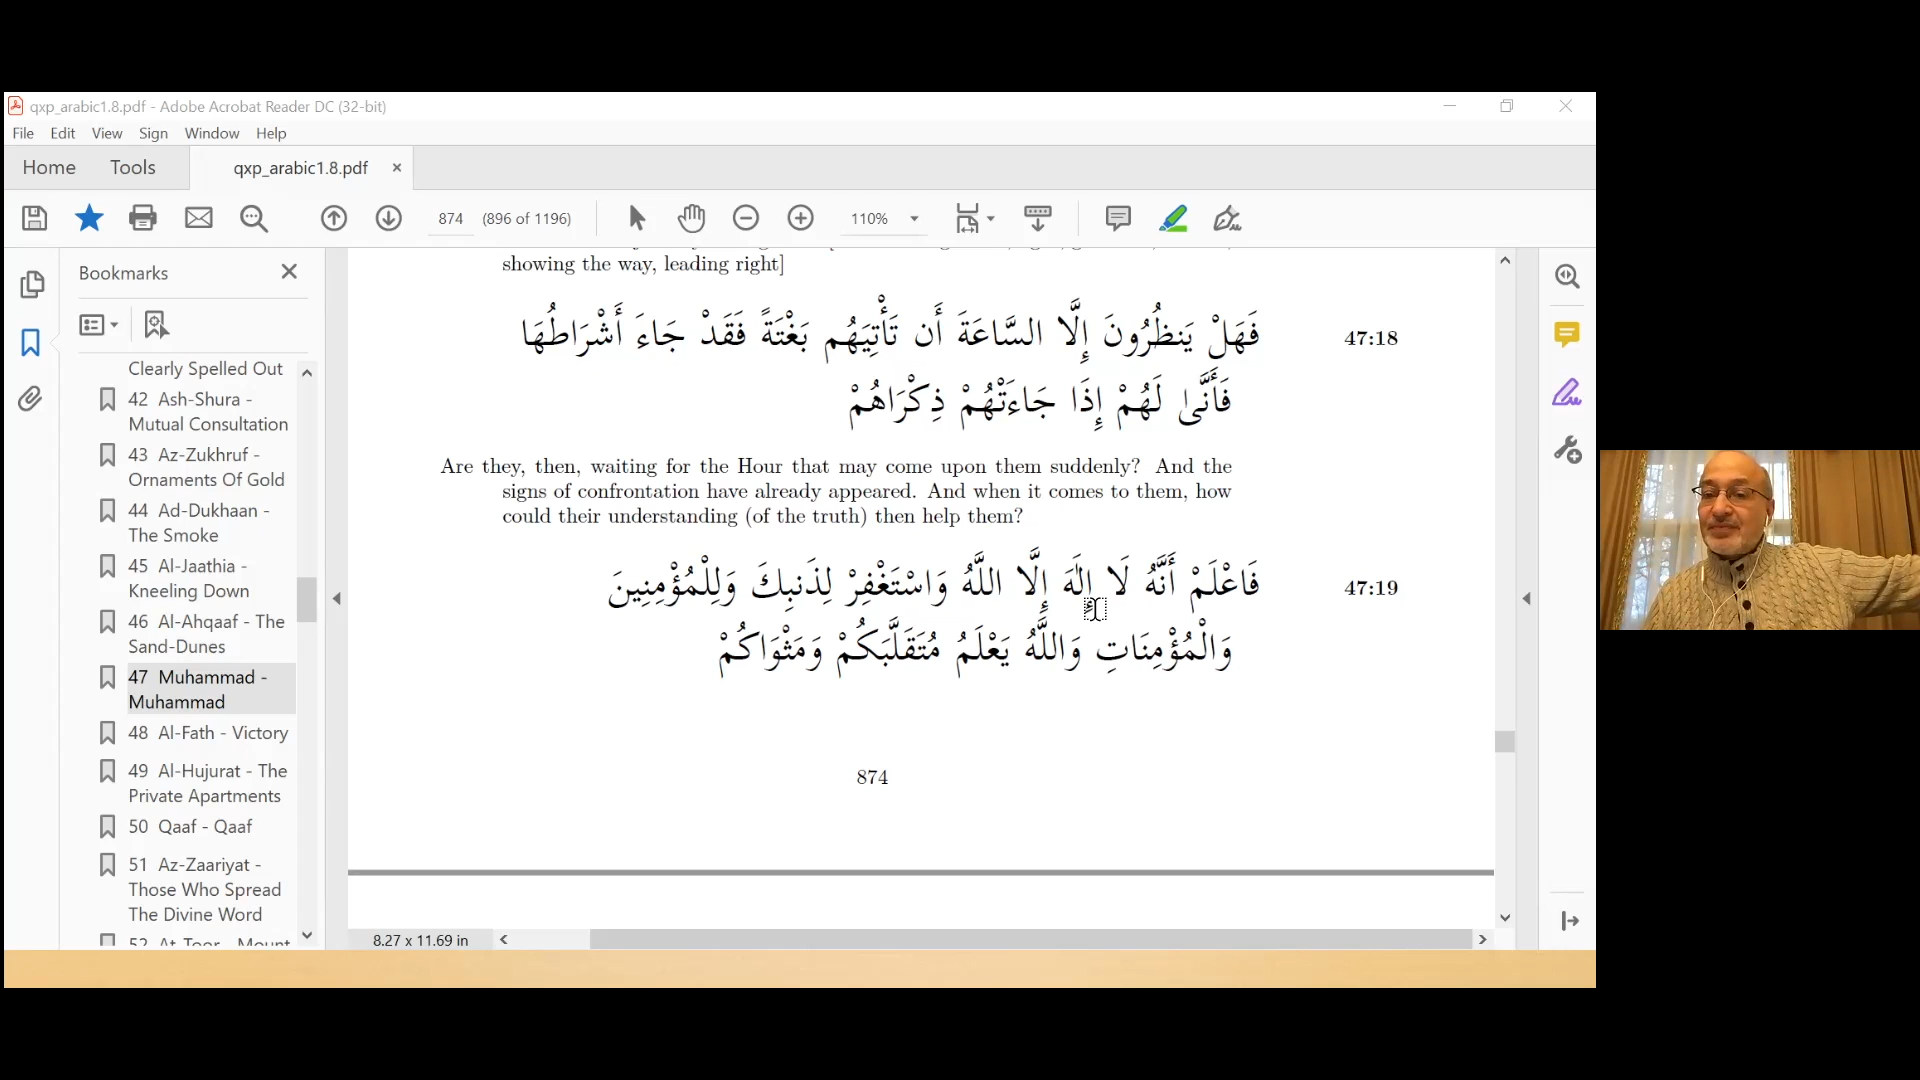 qxp_arabic1.8.pdf - Adobe Acrobat Reader DC (32-bit)
File Edit View Sign Window Help
Home Tools qxp_arabic1.8.pdf
874 (896 of 1196) 110%
Bookmarks
Clearly Spelled Out
42 Ash-Shura -
Mutual Consultation
43 Az-Zukhruf -
Ornaments Of Gold
44 Ad-Dukhaan -
The Smoke
45 Al-Jaathia -
Kneeling Down
46 Al-Ahqaaf - The
Sand-Dunes
47 Muhammad -
Muhammad
48 Al-Fath - Victory
49 Al-Hujurat - The
Private Apartments
50 Qaaf - Qaaf
51 Az-Zaariyat -
Those Who Spread
The Divine Word
52 At-Toor - Mount
showing the way, leading right]
47:18 فَهَلْ يَنظُرُونَ إِلَّا السَّاعَةَ أَن تَأْتِيَهُم بَغْتَةً فَقَدْ جَاءَ أَشْرَاطُهَا
فَأَنَّىٰ لَهُمْ إِذَا جَاءَتْهُمْ ذِكْرَاهُمْ
Are they, then, waiting for the Hour that may come upon them suddenly? And the
signs of confrontation have already appeared. And when it comes to them, how
could their understanding (of the truth) then help them?
47:19 فَاعْلَمْ أَنَّهُ لَا إِلَٰهَ إِلَّا اللَّهُ وَاسْتَغْفِرْ لِذَنبِكَ وَلِلْمُؤْمِنِينَ
وَالْمُؤْمِنَاتِ وَاللَّهُ يَعْلَمُ مُتَقَلَّبَكُمْ وَمَثْوَاكُمْ
874
8.27 x 11.69 in